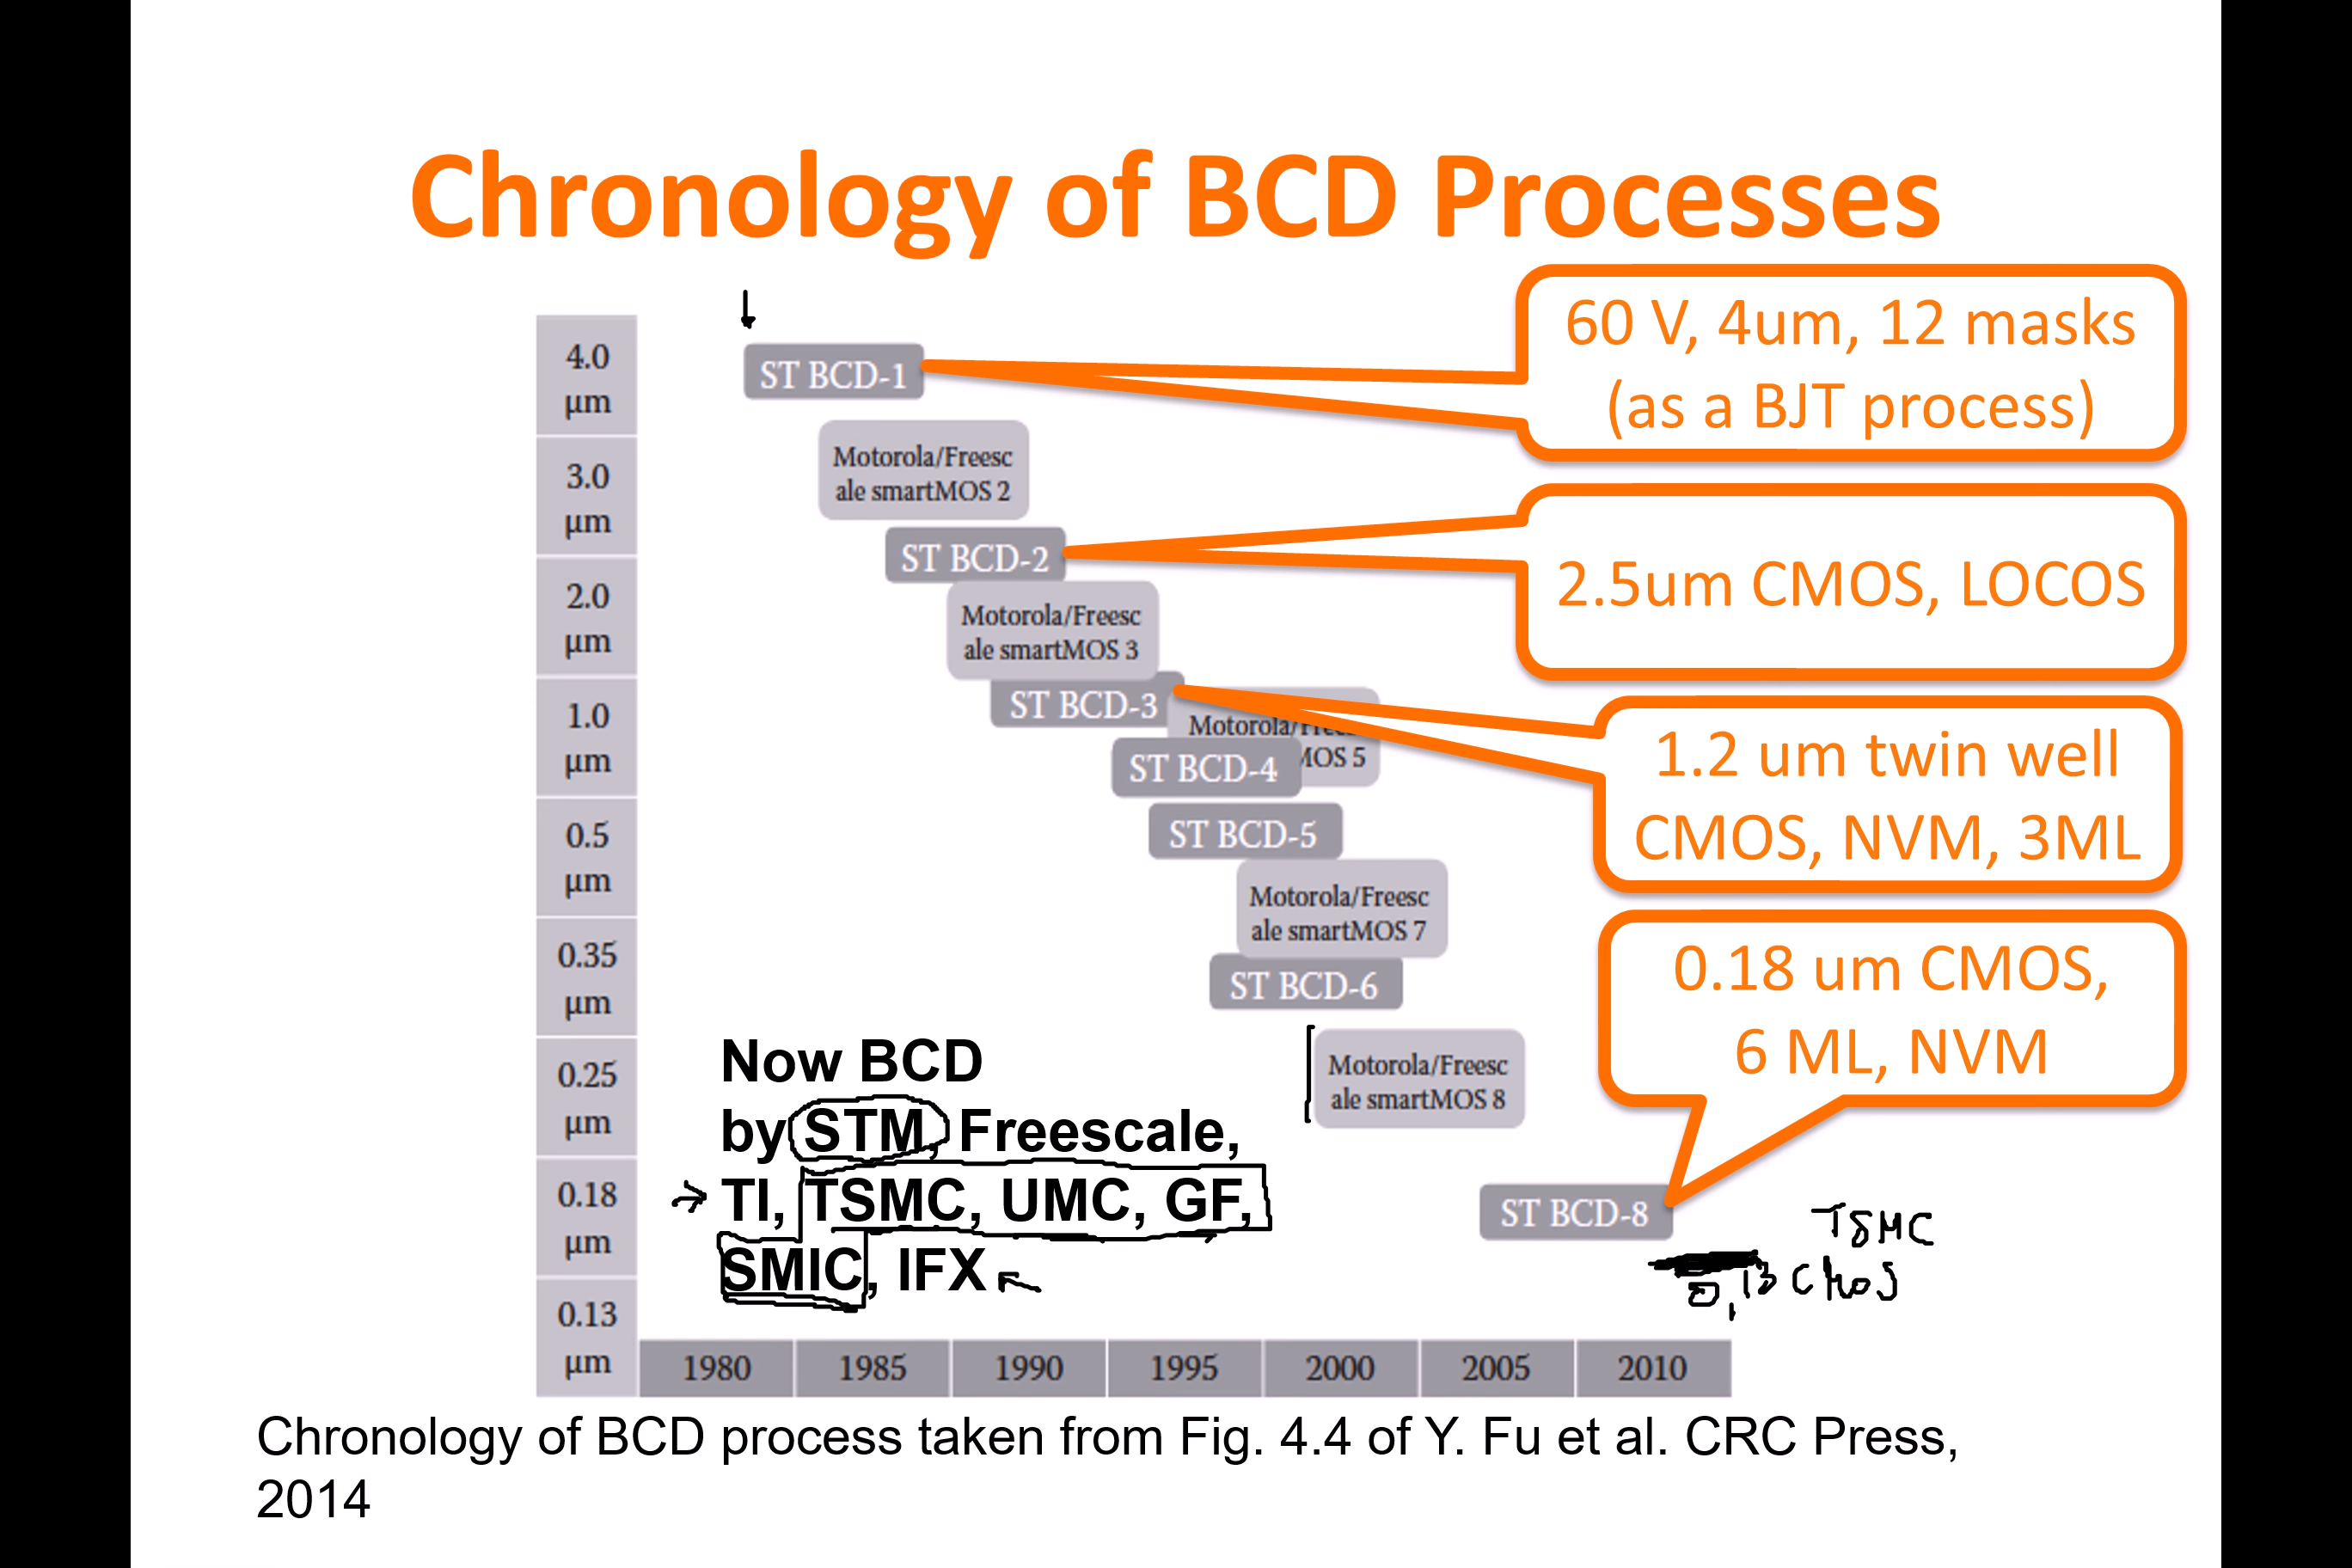 Chronology of BCD Processes
60 V, 4um, 12 masks
(as a BJT process)
4.0
µm
ST BCD-1
Motorola/Freesc
ale smartMOS 2
3.0
µm
2.5um CMOS, LOCOS
ST BCD-2
2.0
µm
Motorola/Freesc
ale smartMOS 3
1.0
µm
ST BCD-3
MOS 5
ST BCD-4
1.2 um twin well
CMOS, NVM, 3ML
0.5
µm
ST BCD-5
Motorola/Freesc
ale smartMOS 7
0.35
µm
ST BCD-6
0.18 um CMOS,
6 ML, NVM
0.25
µm
Motorola/Freesc
ale smartMOS 8
Now BCD
by STM, Freescale,
TI, TSMC, UMC, GF,
SMIC, IFX
0.18
µm
ST BCD-8
TSMC
0,13 CMOS
0.13
µm
1980 1985 1990 1995 2000 2005 2010
Chronology of BCD process taken from Fig. 4.4 of Y. Fu et al. CRC Press,
2014